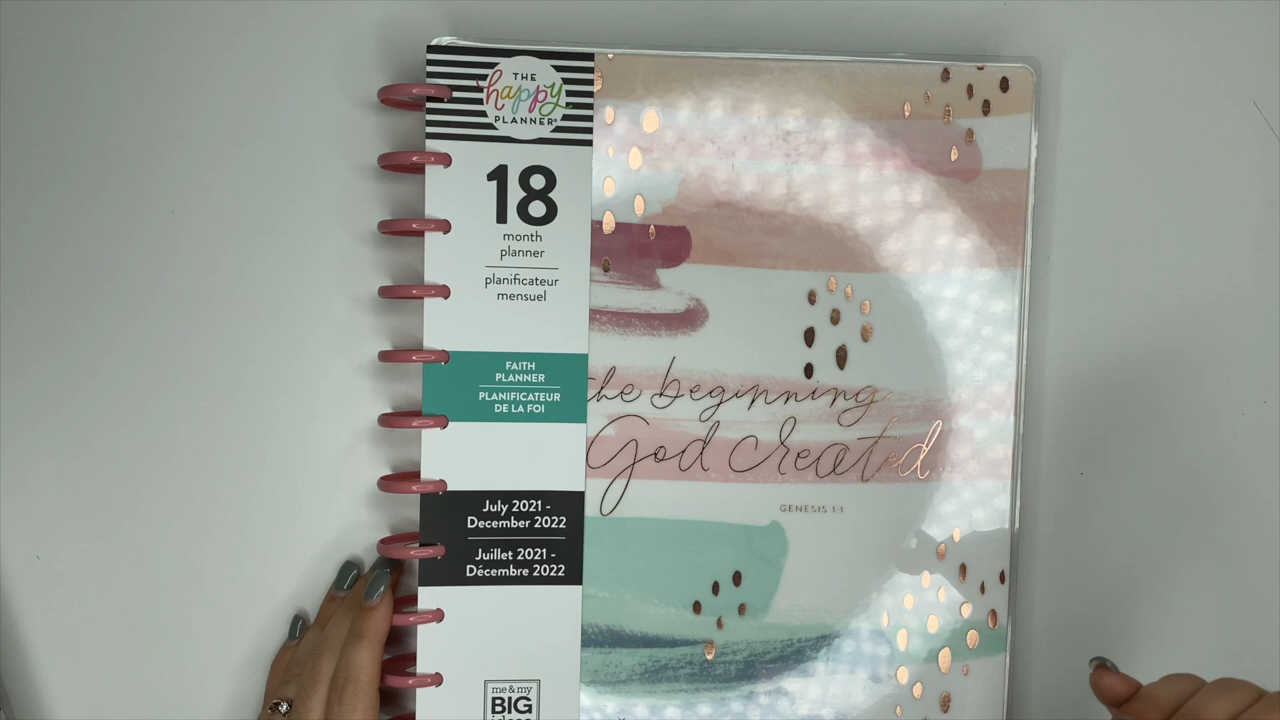 THE
happy
PLANNER®
18
month
planner
planificateur
mensuel
FAITH
PLANNER
PLANIFICATEUR
DE LA FOI
July 2021 -
December 2022
Juillet 2021 -
Décembre 2022
me & my
BIG
ideas
the beginning
God created
GENESIS 1:1